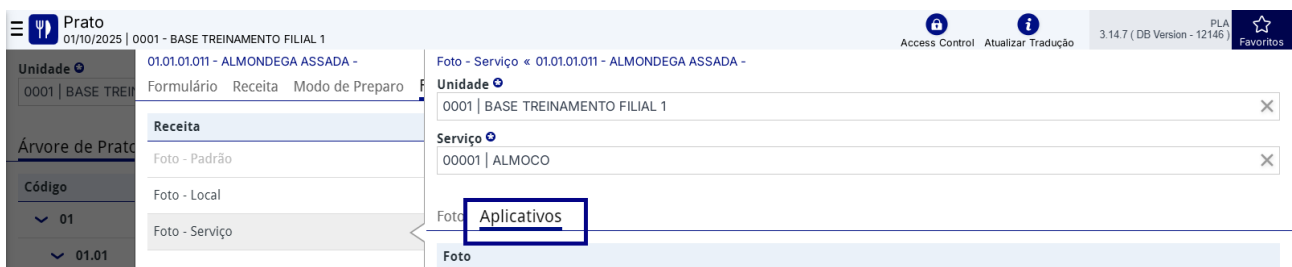 Prato
01/10/2025 | 0001 - BASE TREINAMENTO FILIAL 1
Access Control
Atualizar Tradução
PLA
3.14.7 ( DB Version - 12146 )
Favoritos
Unidade
0001 | BASE TREI
Árvore de Prato
Código
01
01.01
01.01.01.011 - ALMONDEGA ASSADA -
Formulário Receita Modo de Preparo
Receita
Foto - Padrão
Foto - Local
Foto - Serviço
Foto - Serviço « 01.01.01.011 - ALMONDEGA ASSADA -
Unidade
0001 | BASE TREINAMENTO FILIAL 1
Serviço
00001 | ALMOCO
Foto Aplicativos
Foto